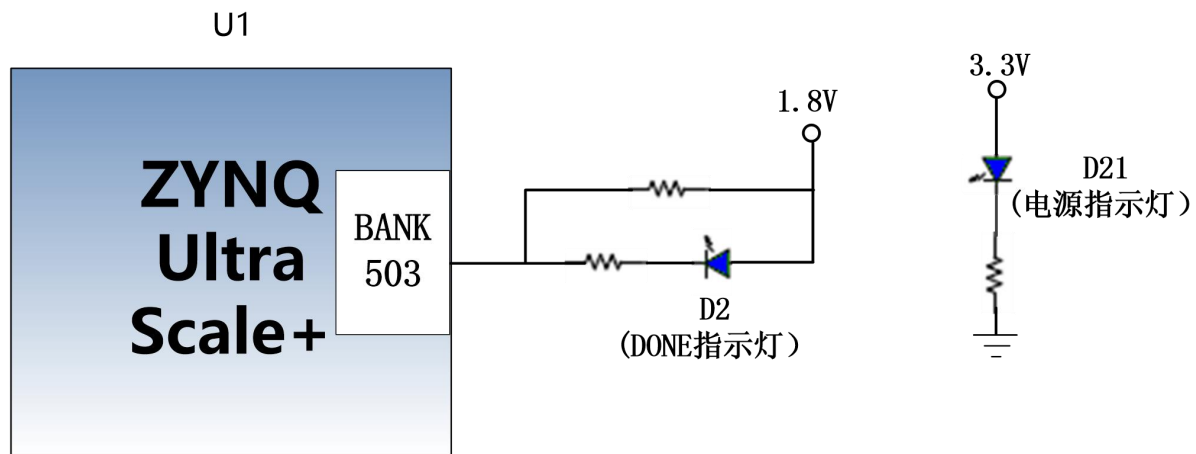 U1
ZYNQ
Ultra
Scale+
BANK
503
1.8V
D2
(DONE指示灯）
3.3V
D21
(电源指示灯）